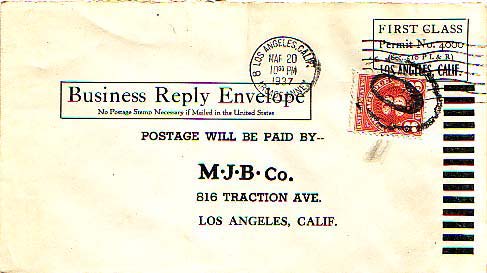 FIRST CLASS
Permit No. 4000
(Sec. 510 P L & R)
LOS ANGELES, CALIF.
LOS ANGELES, CALIF.
MAR 20
10 PM
1937
Business Reply Envelope
No Postage Stamp Necessary if Mailed in the United States
POSTAGE WILL BE PAID BY--
M·J·B· Co.
816 TRACTION AVE.
LOS ANGELES, CALIF.